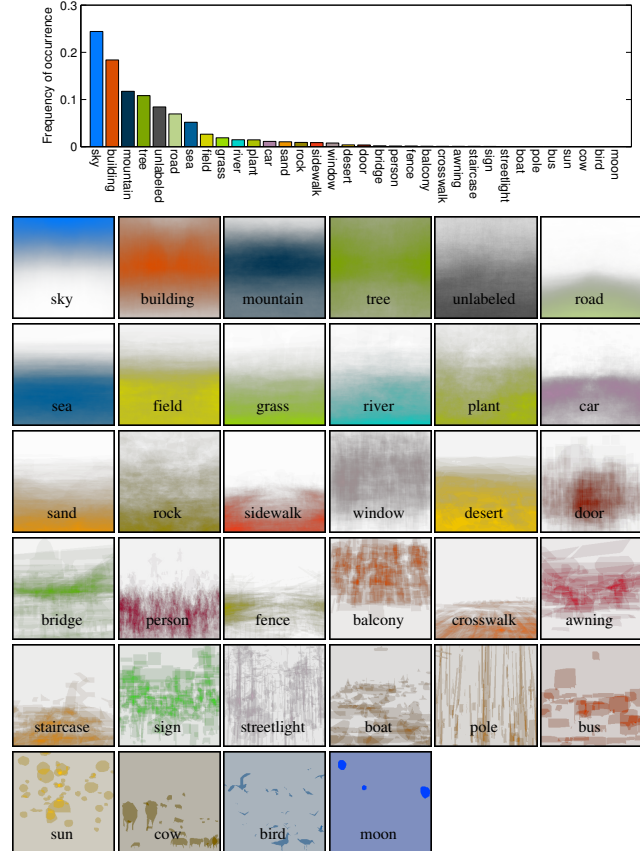 0.3
0.2
0.1
0
Frequency of occurrence
sky
building
mountain
tree
unlabeled
road
sea
field
grass
river
plant
car
sand
rock
sidewalk
window
desert
door
bridge
person
fence
balcony
crosswalk
awning
staircase
sign
streetlight
boat
pole
bus
sun
cow
bird
moon
sky building mountain tree unlabeled road
sea field grass river plant car
sand rock sidewalk window desert door
bridge person fence balcony crosswalk awning
staircase sign streetlight boat pole bus
sun cow bird moon